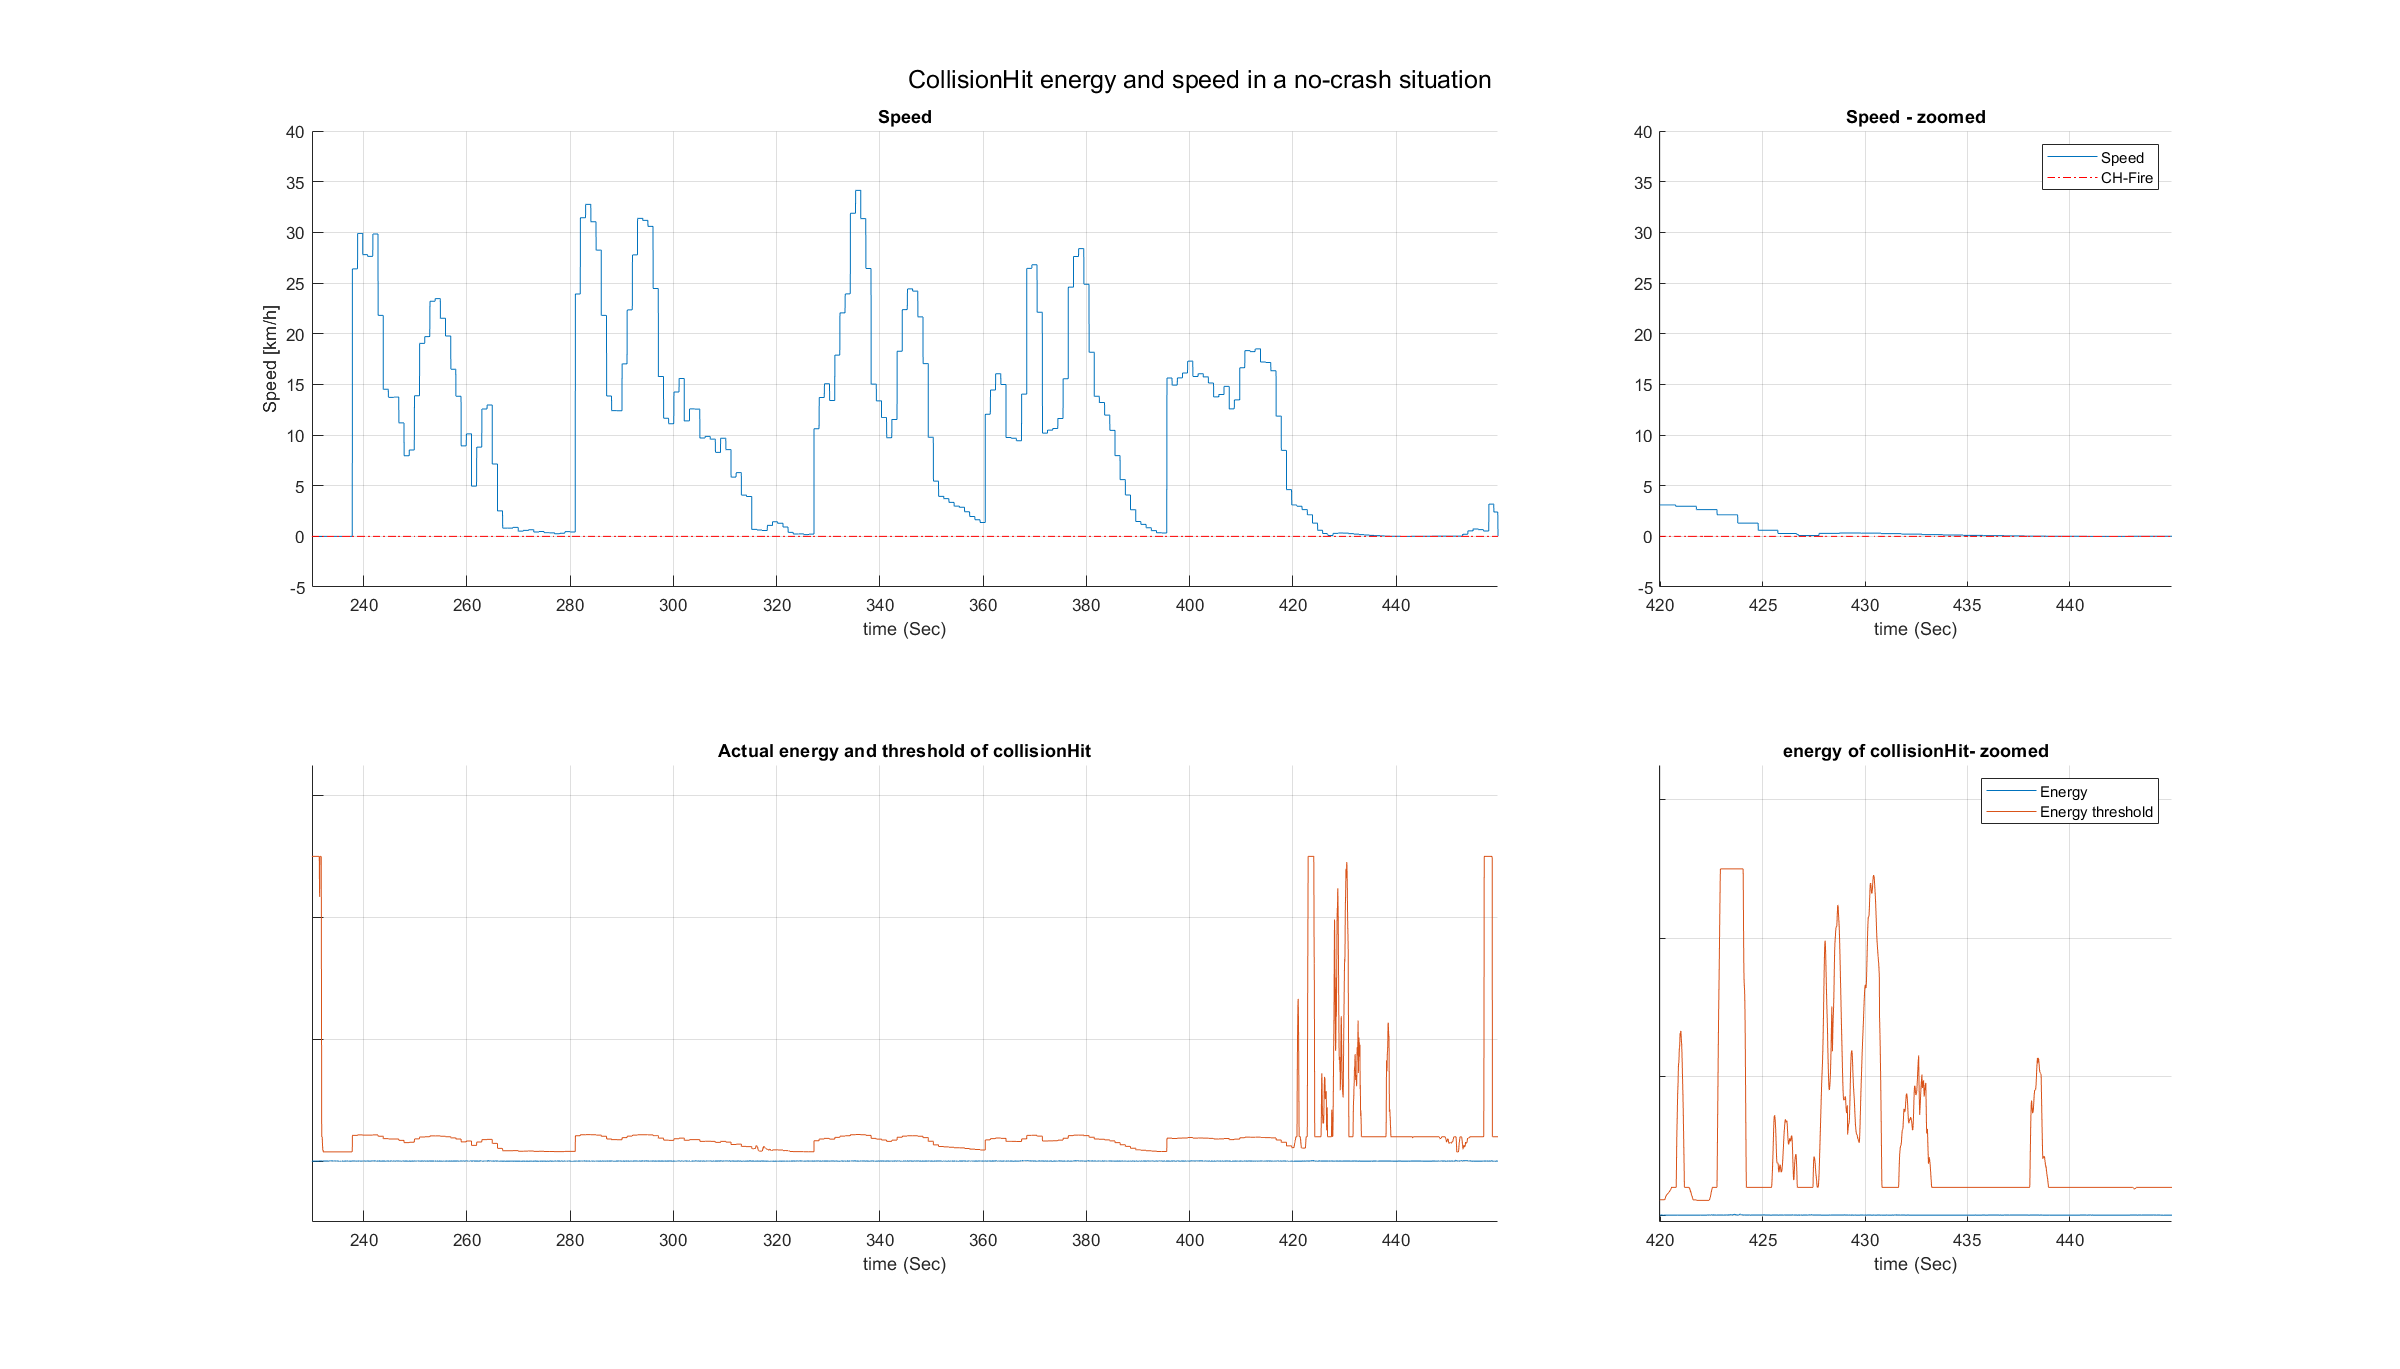 CollisionHit energy and speed in a no-crash situation
Speed
40
35
30
25
20
15
10
5
0
-5
Speed [km/h]
240 260 280 300 320 340 360 380 400 420 440
time (Sec)
Speed - zoomed
40
35
30
25
20
15
10
5
0
-5
Speed
CH-Fire
420 425 430 435 440
time (Sec)
Actual energy and threshold of collisionHit
240 260 280 300 320 340 360 380 400 420 440
time (Sec)
energy of collisionHit- zoomed
Energy
Energy threshold
420 425 430 435 440
time (Sec)